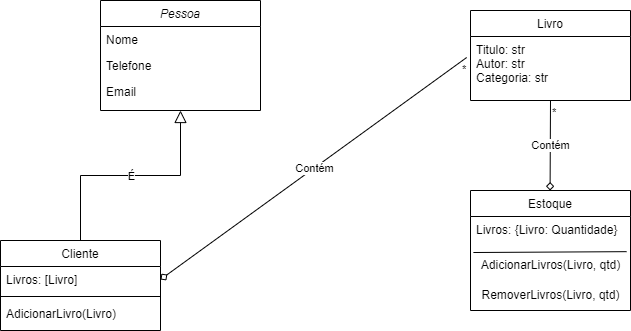 Pessoa
Nome
Telefone
Email
É
Cliente
Livros: [Livro]
AdicionarLivro(Livro)
Contém
*
Livro
Titulo: str
Autor: str
Categoria: str
*
Contém
Estoque
Livros: {Livro: Quantidade}
AdicionarLivros(Livro, qtd)
RemoverLivros(Livro, qtd)